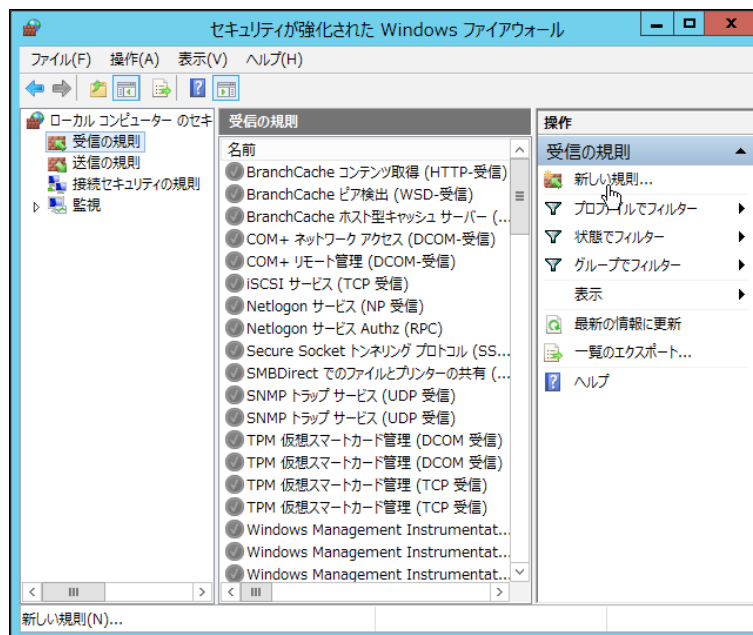 セキュリティが強化された Windows ファイアウォール
ファイル(F) 操作(A) 表示(V) ヘルプ(H)
ローカル コンピューター のセキ
受信の規則
送信の規則
接続セキュリティの規則
監視
受信の規則
名前
BranchCache コンテンツ取得 (HTTP-受信)
BranchCache ピア検出 (WSD-受信)
BranchCache ホスト型キャッシュ サーバー (...
COM+ ネットワーク アクセス (DCOM-受信)
COM+ リモート管理 (DCOM-受信)
iSCSI サービス (TCP 受信)
Netlogon サービス (NP 受信)
Netlogon サービス Authz (RPC)
Secure Socket トンネリング プロトコル (SS...
SMBDirect でのファイルとプリンターの共有 (...
SNMP トラップ サービス (UDP 受信)
SNMP トラップ サービス (UDP 受信)
TPM 仮想スマートカード管理 (DCOM 受信)
TPM 仮想スマートカード管理 (DCOM 受信)
TPM 仮想スマートカード管理 (TCP 受信)
TPM 仮想スマートカード管理 (TCP 受信)
Windows Management Instrumentat...
Windows Management Instrumentat...
Windows Management Instrumentat...
操作
受信の規則
新しい規則...
プロファイルでフィルター
状態でフィルター
グループでフィルター
表示
最新の情報に更新
一覧のエクスポート...
ヘルプ
新しい規則(N)...